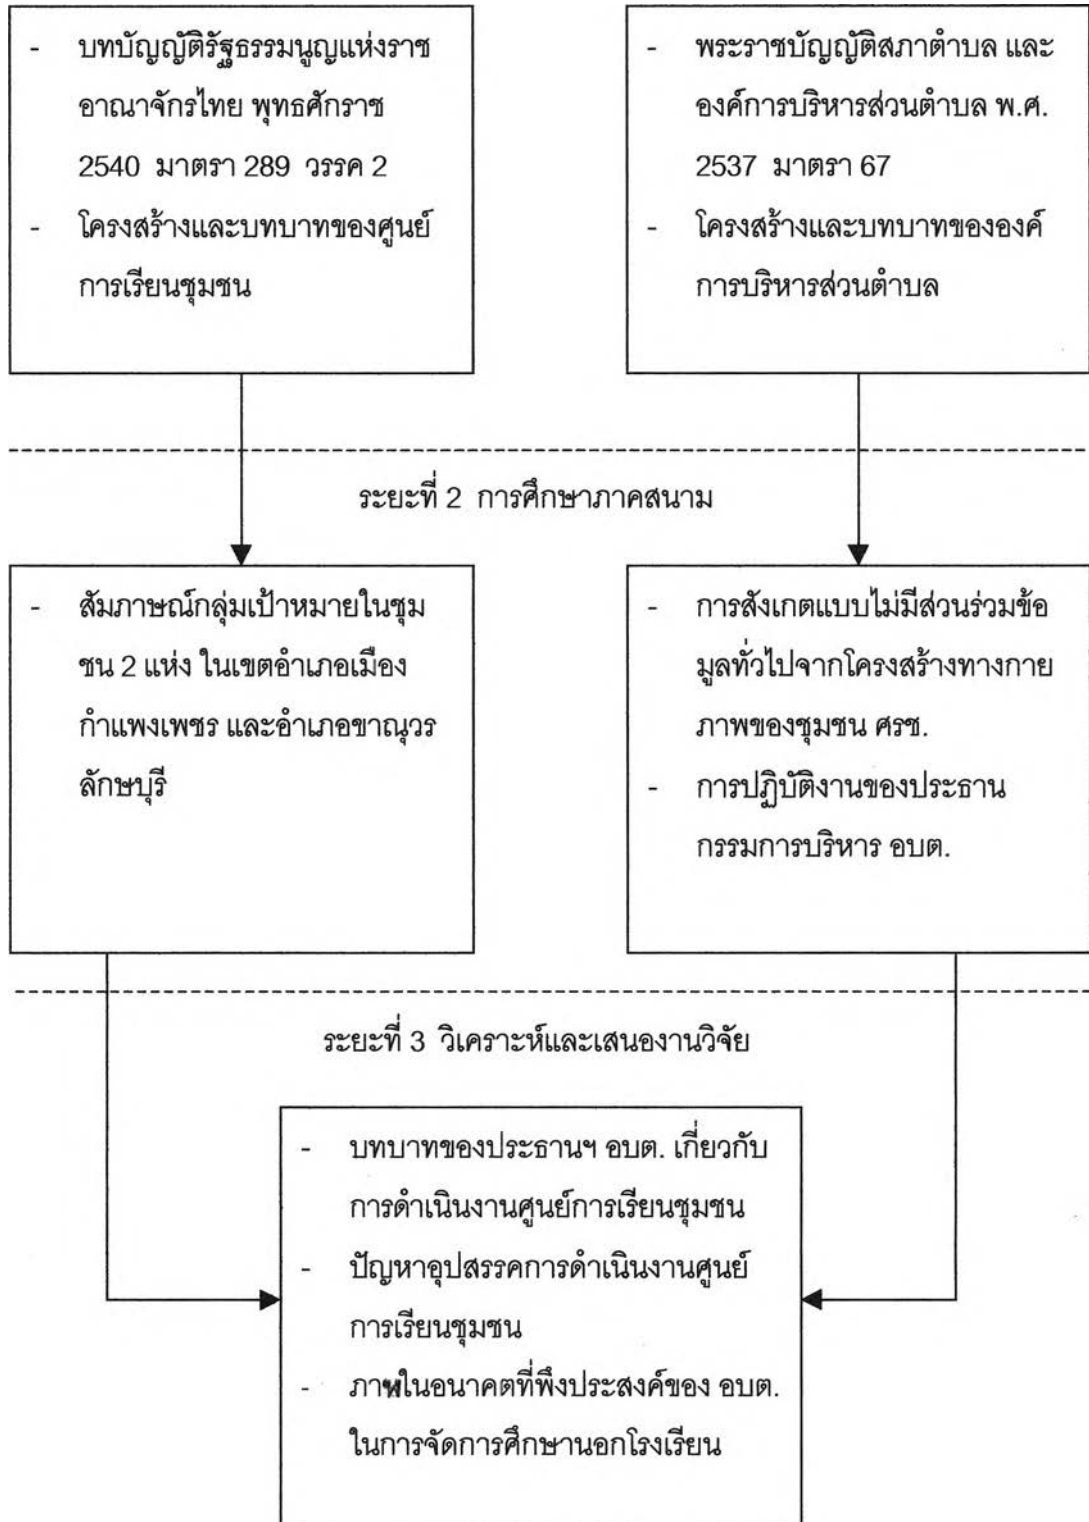 - บทบัญญัติรัฐธรรมนูญแห่งราช
อาณาจักรไทย พุทธศักราช
2540 มาตรา 289 วรรค 2
- โครงสร้างและบทบาทของศูนย์
การเรียนชุมชน
- พระราชบัญญัติสภาตำบล และ
องค์การบริหารส่วนตำบล พ.ศ.
2537 มาตรา 67
- โครงสร้างและบทบาทขององค์
การบริหารส่วนตำบล
ระยะที่ 2 การศึกษาภาคสนาม
- สัมภาษณ์กลุ่มเป้าหมายในชุม
ชน 2 แห่ง ในเขตอำเภอเมือง
กำแพงเพชร และอำเภอขาณุวร
ลักษบุรี
- การสังเกตแบบไม่มีส่วนร่วมข้อ
มูลทั่วไปจากโครงสร้างทางกาย
ภาพของชุมชน ศรช.
- การปฏิบัติงานของประธาน
กรรมการบริหาร อบต.
ระยะที่ 3 วิเคราะห์และเสนองานวิจัย
- บทบาทของประธานฯ อบต. เกี่ยวกับ
การดำเนินงานศูนย์การเรียนชุมชน
- ปัญหาอุปสรรคการดำเนินงานศูนย์
การเรียนชุมชน
- ภาพในอนาคตที่พึงประสงค์ของ อบต.
ในการจัดการศึกษานอกโรงเรียน